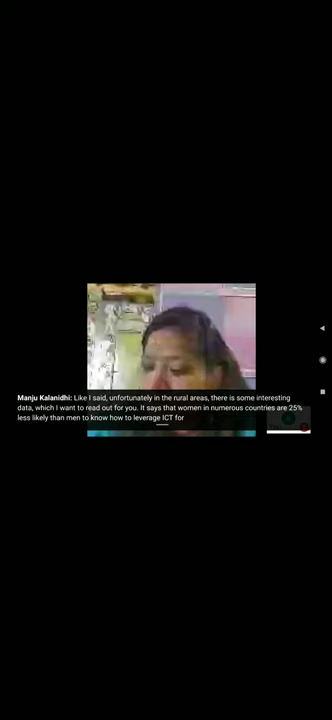 Manju Kalanidhi: Like I said, unfortunately in the rural areas, there is some interesting
data, which I want to read out for you. It says that women in numerous countries are 25%
less likely than men to know how to leverage ICT for